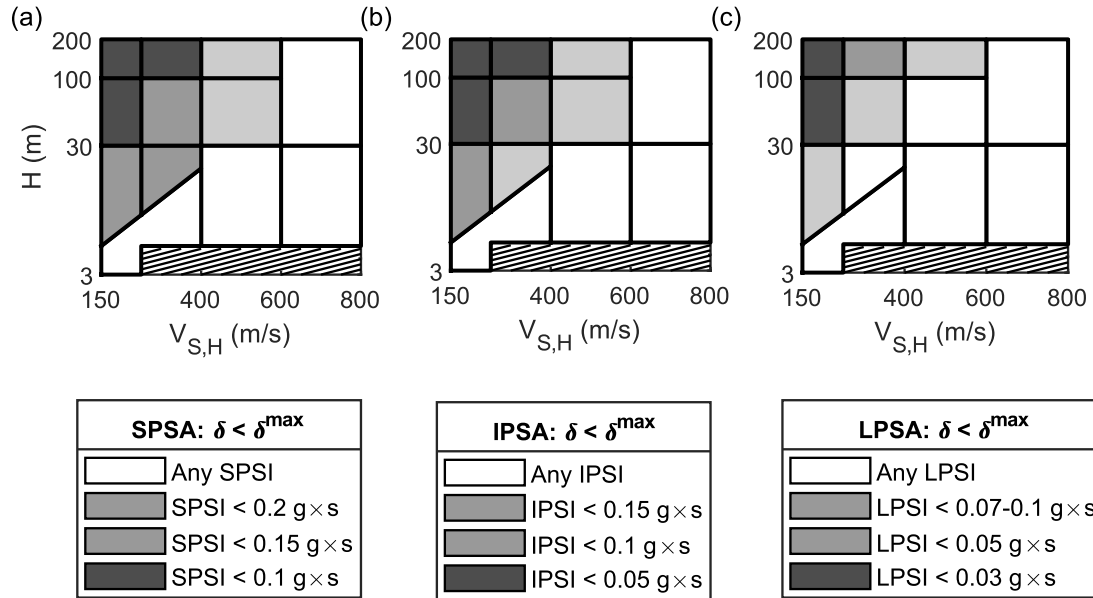 (a)
(b)
(c)
200
100
30
3
H (m)
150
400
600
800
V_S,H (m/s)
200
100
30
3
150
400
600
800
V_S,H (m/s)
200
100
30
3
150
400
600
800
V_S,H (m/s)
SPSA: δ < δ^max
Any SPSI
SPSI < 0.2 g×s
SPSI < 0.15 g×s
SPSI < 0.1 g×s
IPSA: δ < δ^max
Any IPSI
IPSI < 0.15 g×s
IPSI < 0.1 g×s
IPSI < 0.05 g×s
LPSA: δ < δ^max
Any LPSI
LPSI < 0.07-0.1 g×s
LPSI < 0.05 g×s
LPSI < 0.03 g×s